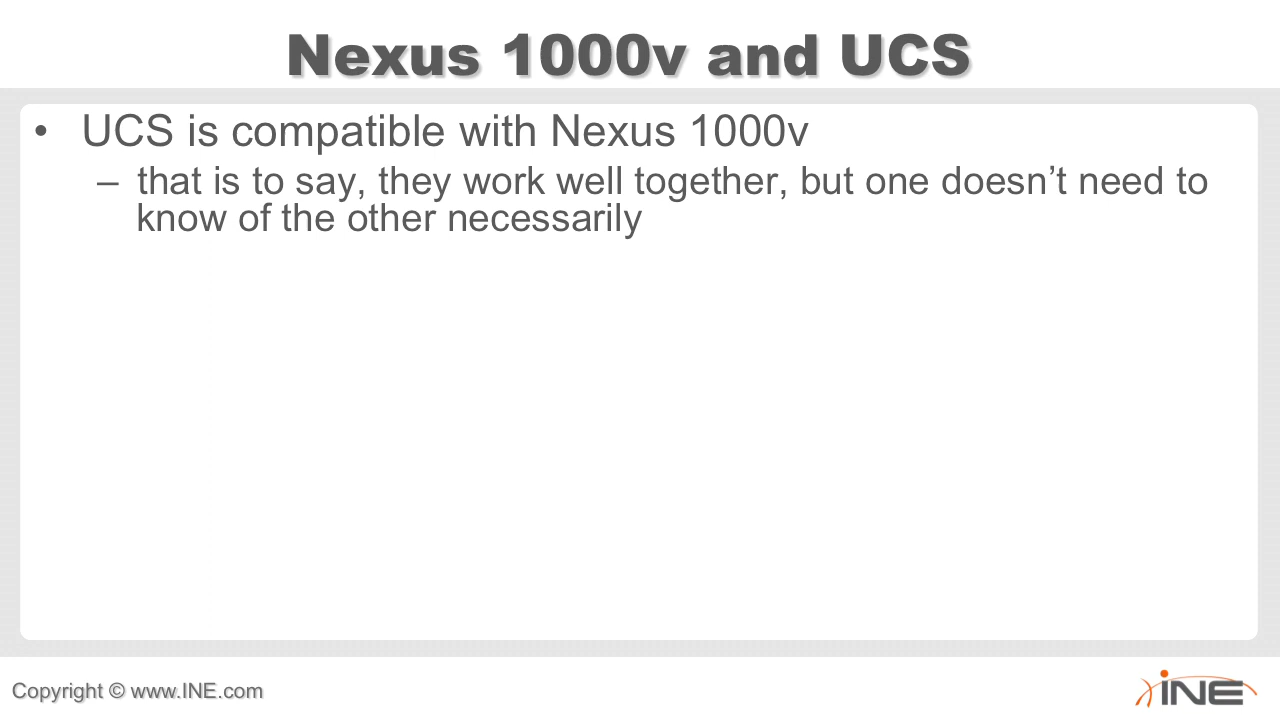 Nexus 1000v and UCS
• UCS is compatible with Nexus 1000v
– that is to say, they work well together, but one doesn’t need to
know of the other necessarily
Copyright © www.INE.com
INE